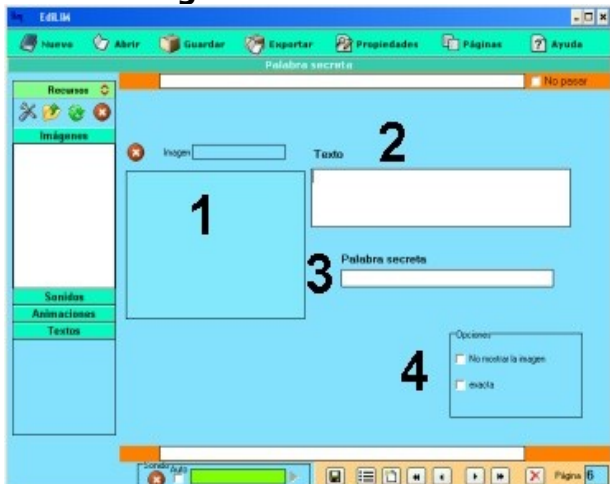 EdiLIM
Nuevo Abrir Guardar Exportar Propiedades Páginas Ayuda
Palabra secreta
Recursos
No pasar
Imágenes
Imagen
Texto
1
2
3
Palabra secreta
Sonidos
Animaciones
Textos
Opciones
No mostrar la imagen
exacta
4
Sonido
Auto
Página 6